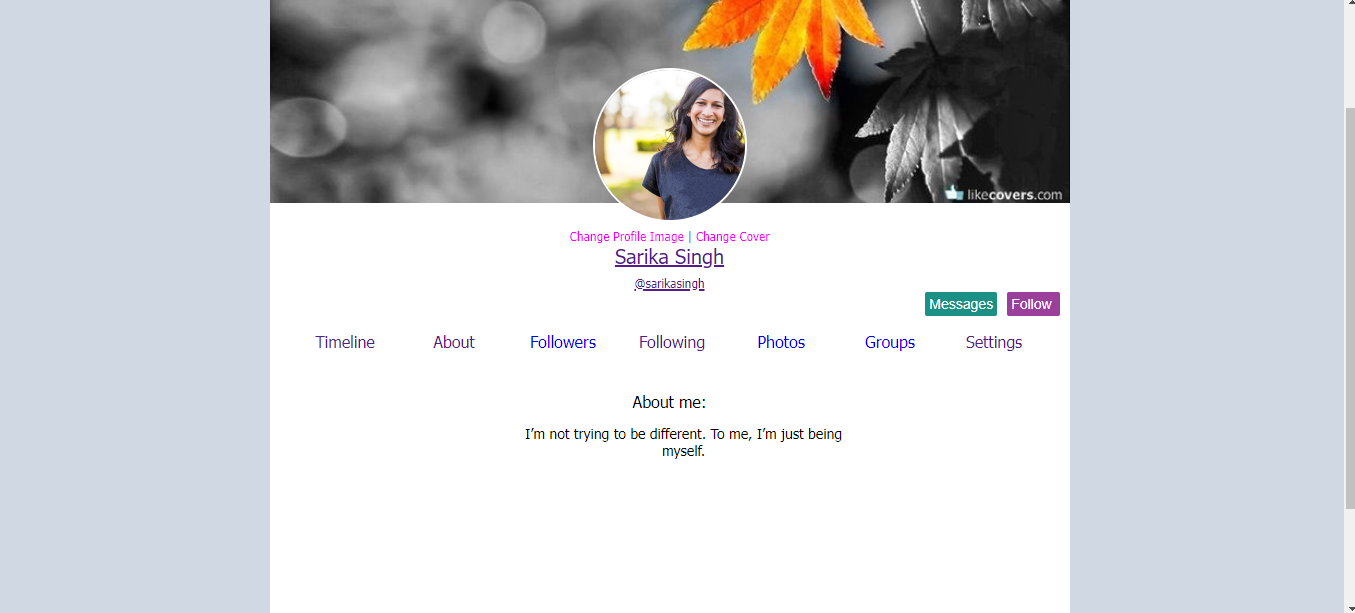 likecovers.com
Change Profile Image | Change Cover
Sarika Singh
@sarikasingh
Messages Follow
Timeline About Followers Following Photos Groups Settings
About me:
I’m not trying to be different. To me, I’m just being
myself.